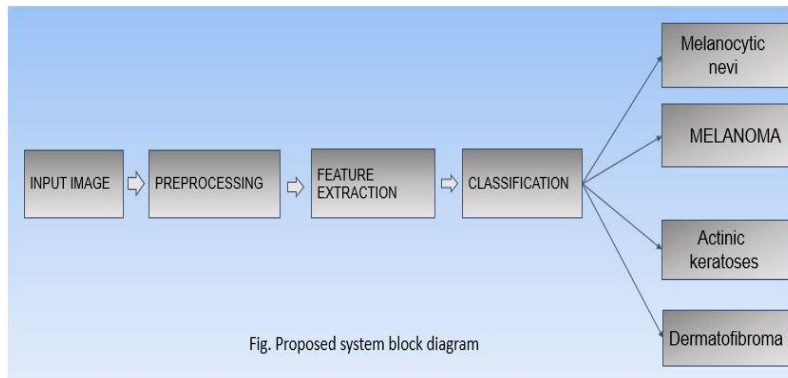 INPUT IMAGE
PREPROCESSING
FEATURE
EXTRACTION
CLASSIFICATION
Melanocytic
nevi
MELANOMA
Actinic
keratoses
Dermatofibroma
Fig. Proposed system block diagram